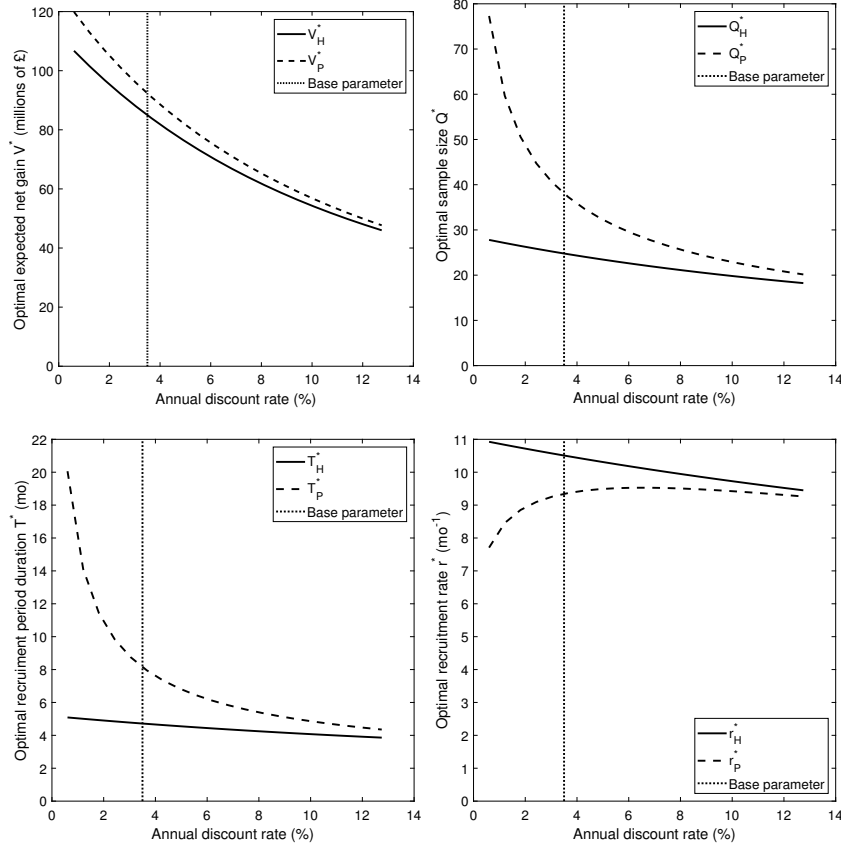 120
100
80
60
40
20
0
Optimal expected net gain V* (millions of £)
0 2 4 6 8 10 12 14
Annual discount rate (%)
V*H
V*P
Base parameter
80
70
60
50
40
30
20
10
0
Optimal sample size Q*
0 2 4 6 8 10 12 14
Annual discount rate (%)
Q*H
Q*P
Base parameter
22
20
18
16
14
12
10
8
6
4
2
0
Optimal recruiment period duration T* (mo)
0 2 4 6 8 10 12 14
Annual discount rate (%)
T*H
T*P
Base parameter
11
10
9
8
7
6
5
4
3
2
1
0
Optimal recruitment rate r* (mo-1)
0 2 4 6 8 10 12 14
Annual discount rate (%)
r*H
r*P
Base parameter